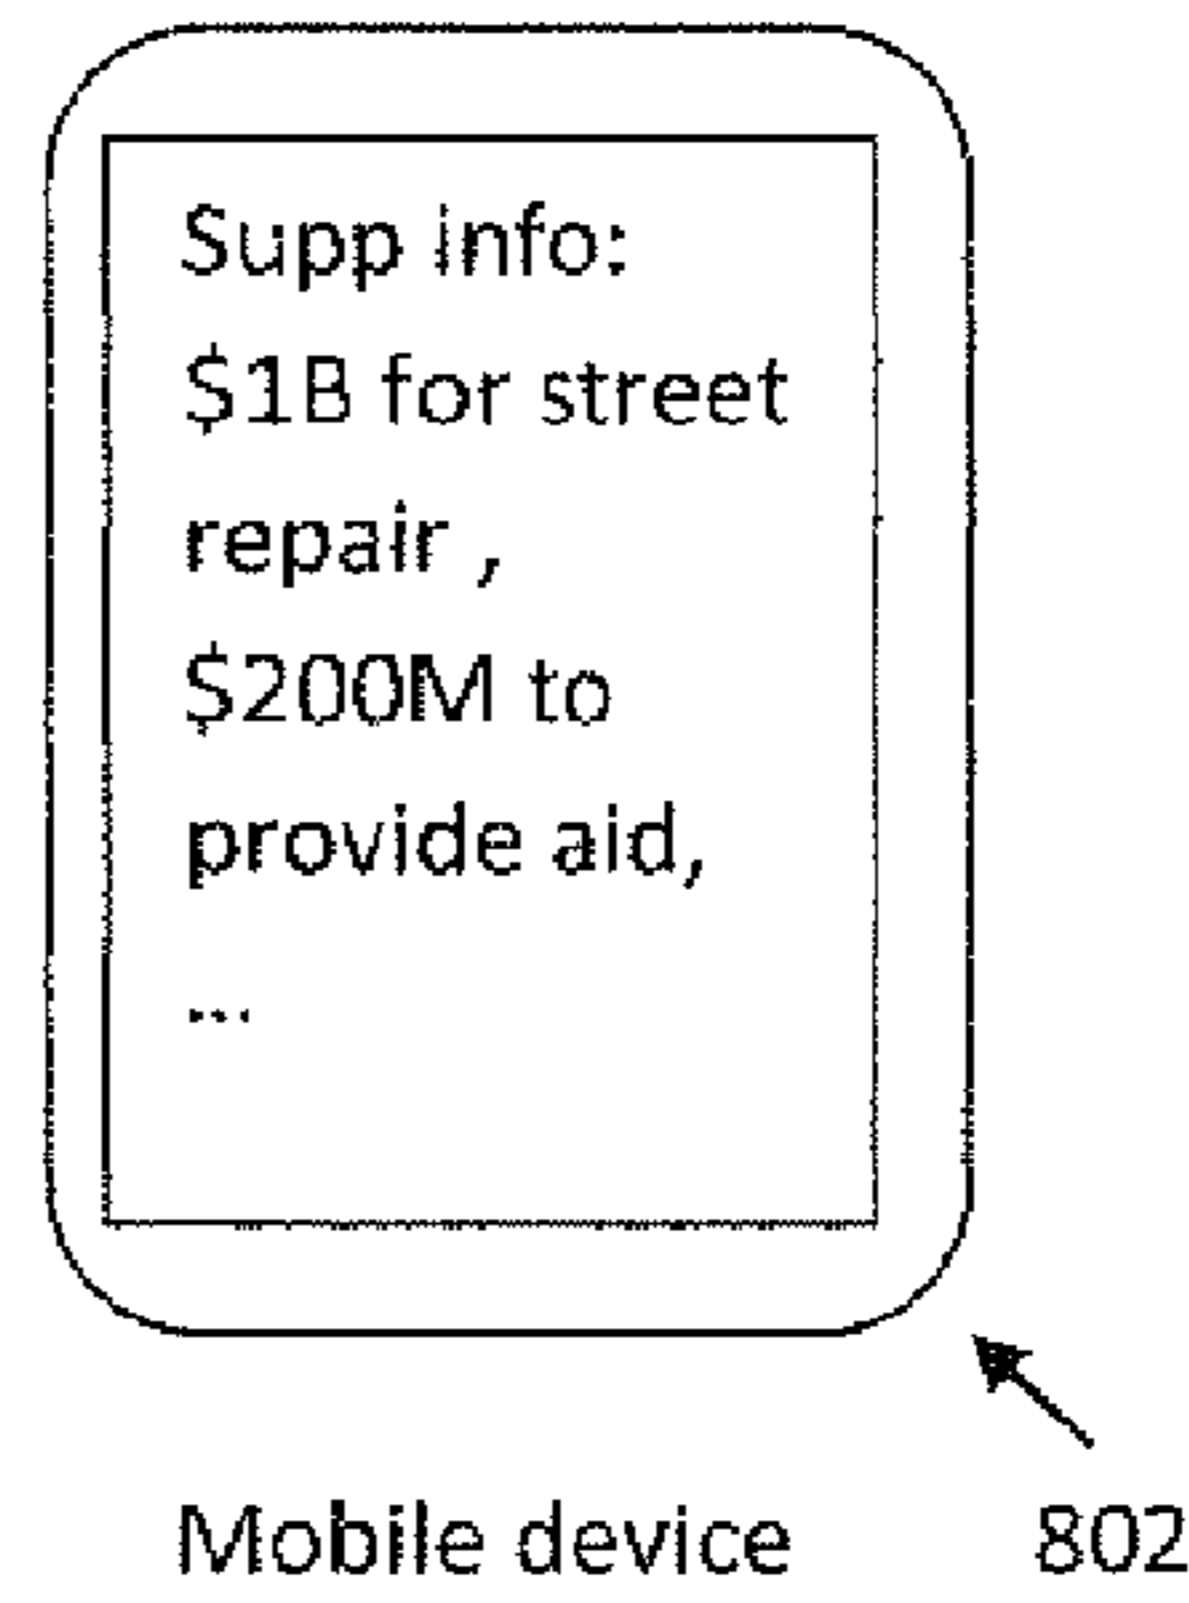 Supp info:
$1B for street
repair ,
$200M to
provide aid,
...
Mobile device
802